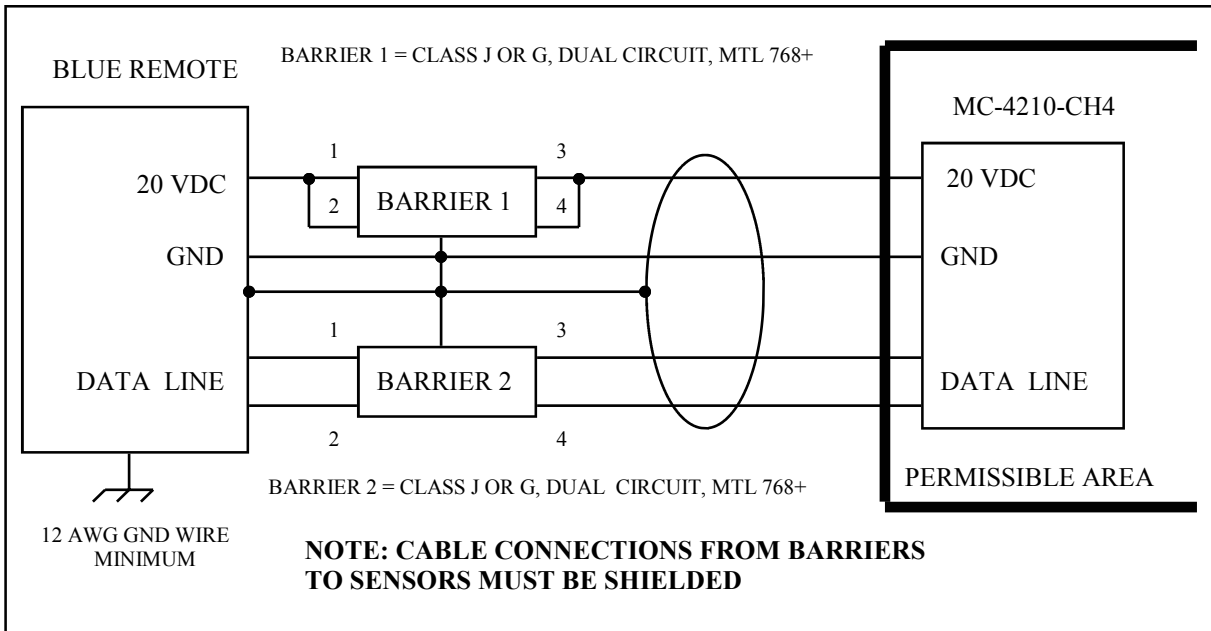 BARRIER 1 = CLASS J OR G, DUAL CIRCUIT, MTL 768+
BLUE REMOTE
MC-4210-CH4
1
3
20 VDC
2
BARRIER 1
4
20 VDC
GND
GND
1
3
DATA LINE
BARRIER 2
DATA LINE
2
4
BARRIER 2 = CLASS J OR G, DUAL CIRCUIT, MTL 768+
PERMISSIBLE AREA
12 AWG GND WIRE
MINIMUM
NOTE: CABLE CONNECTIONS FROM BARRIERS
TO SENSORS MUST BE SHIELDED